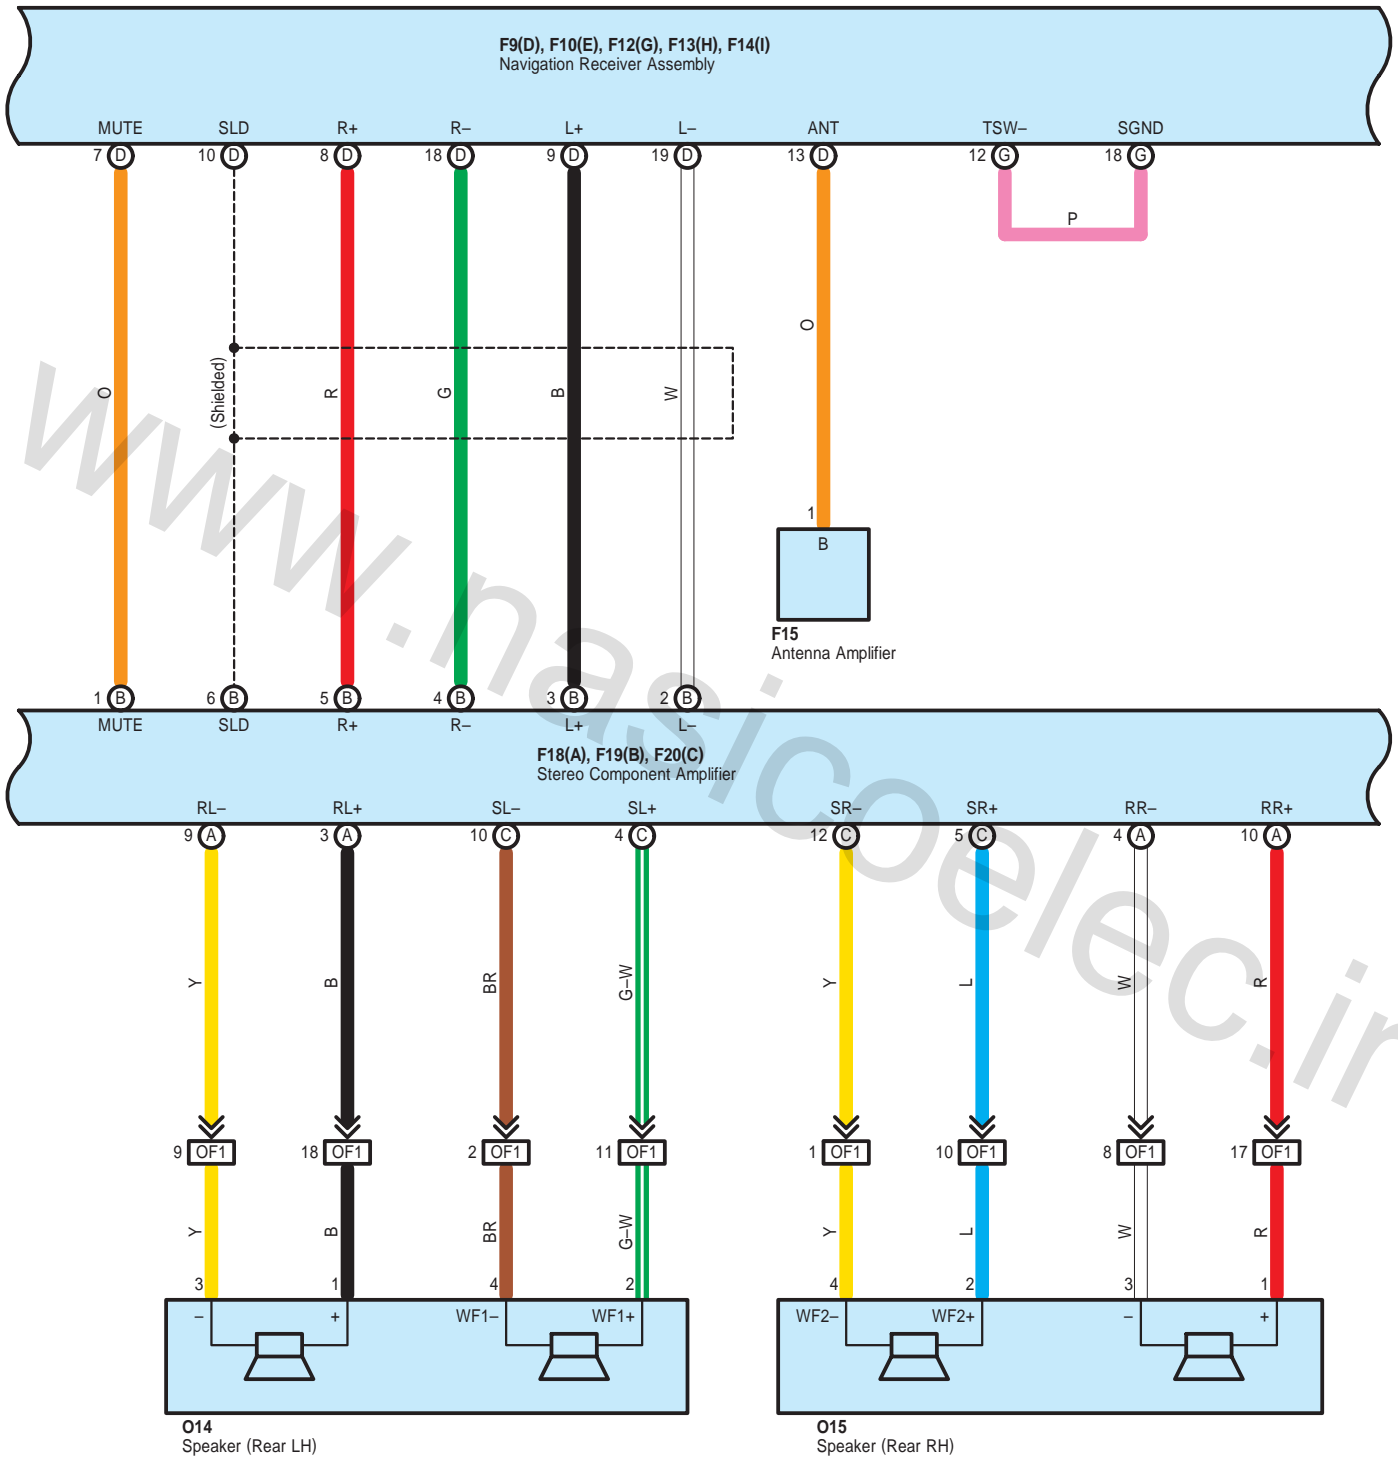 F9(D), F10(E), F12(G), F13(H), F14(I)
Navigation Receiver Assembly
MUTE SLD R+ R– L+ L– ANT TSW– SGND
7 D 10 D 8 D 18 D 9 D 19 D 13 D 12 G 18 G
P
O
(Shielded)
O R G B W
1
B
F15
Antenna Amplifier
1 B 6 B 5 B 4 B 3 B 2 B
MUTE SLD R+ R– L+ L–
F18(A), F19(B), F20(C)
Stereo Component Amplifier
RL– RL+ SL– SL+ SR– SR+ RR– RR+
9 A 3 A 10 C 4 C 12 C 5 C 4 A 10 A
Y B BR G–W Y L W R
9 OF1 18 OF1 2 OF1 11 OF1 1 OF1 10 OF1 8 OF1 17 OF1
Y B BR G–W Y L W R
3 1 4 2 4 2 3 1
– + WF1– WF1+ WF2– WF2+ – +
O14
Speaker (Rear LH)
O15
Speaker (Rear RH)
www.nasicoelec.ir